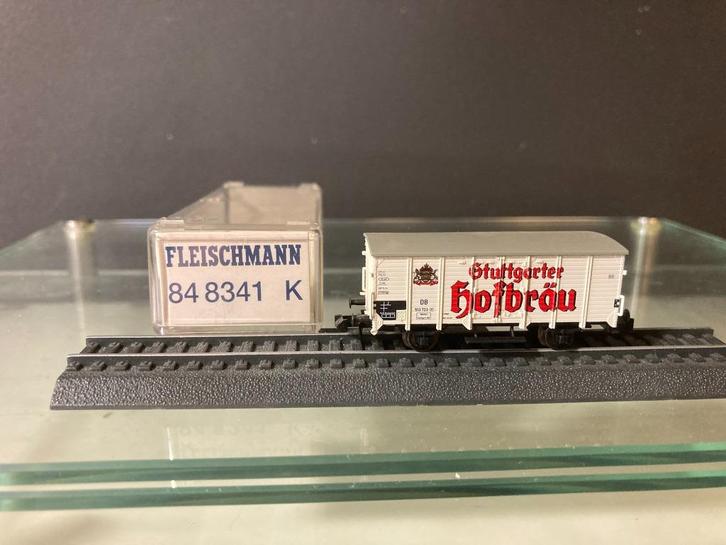 FLEISCHMANN
84 8341 K
Stuttgarter
Hofbräu
DB